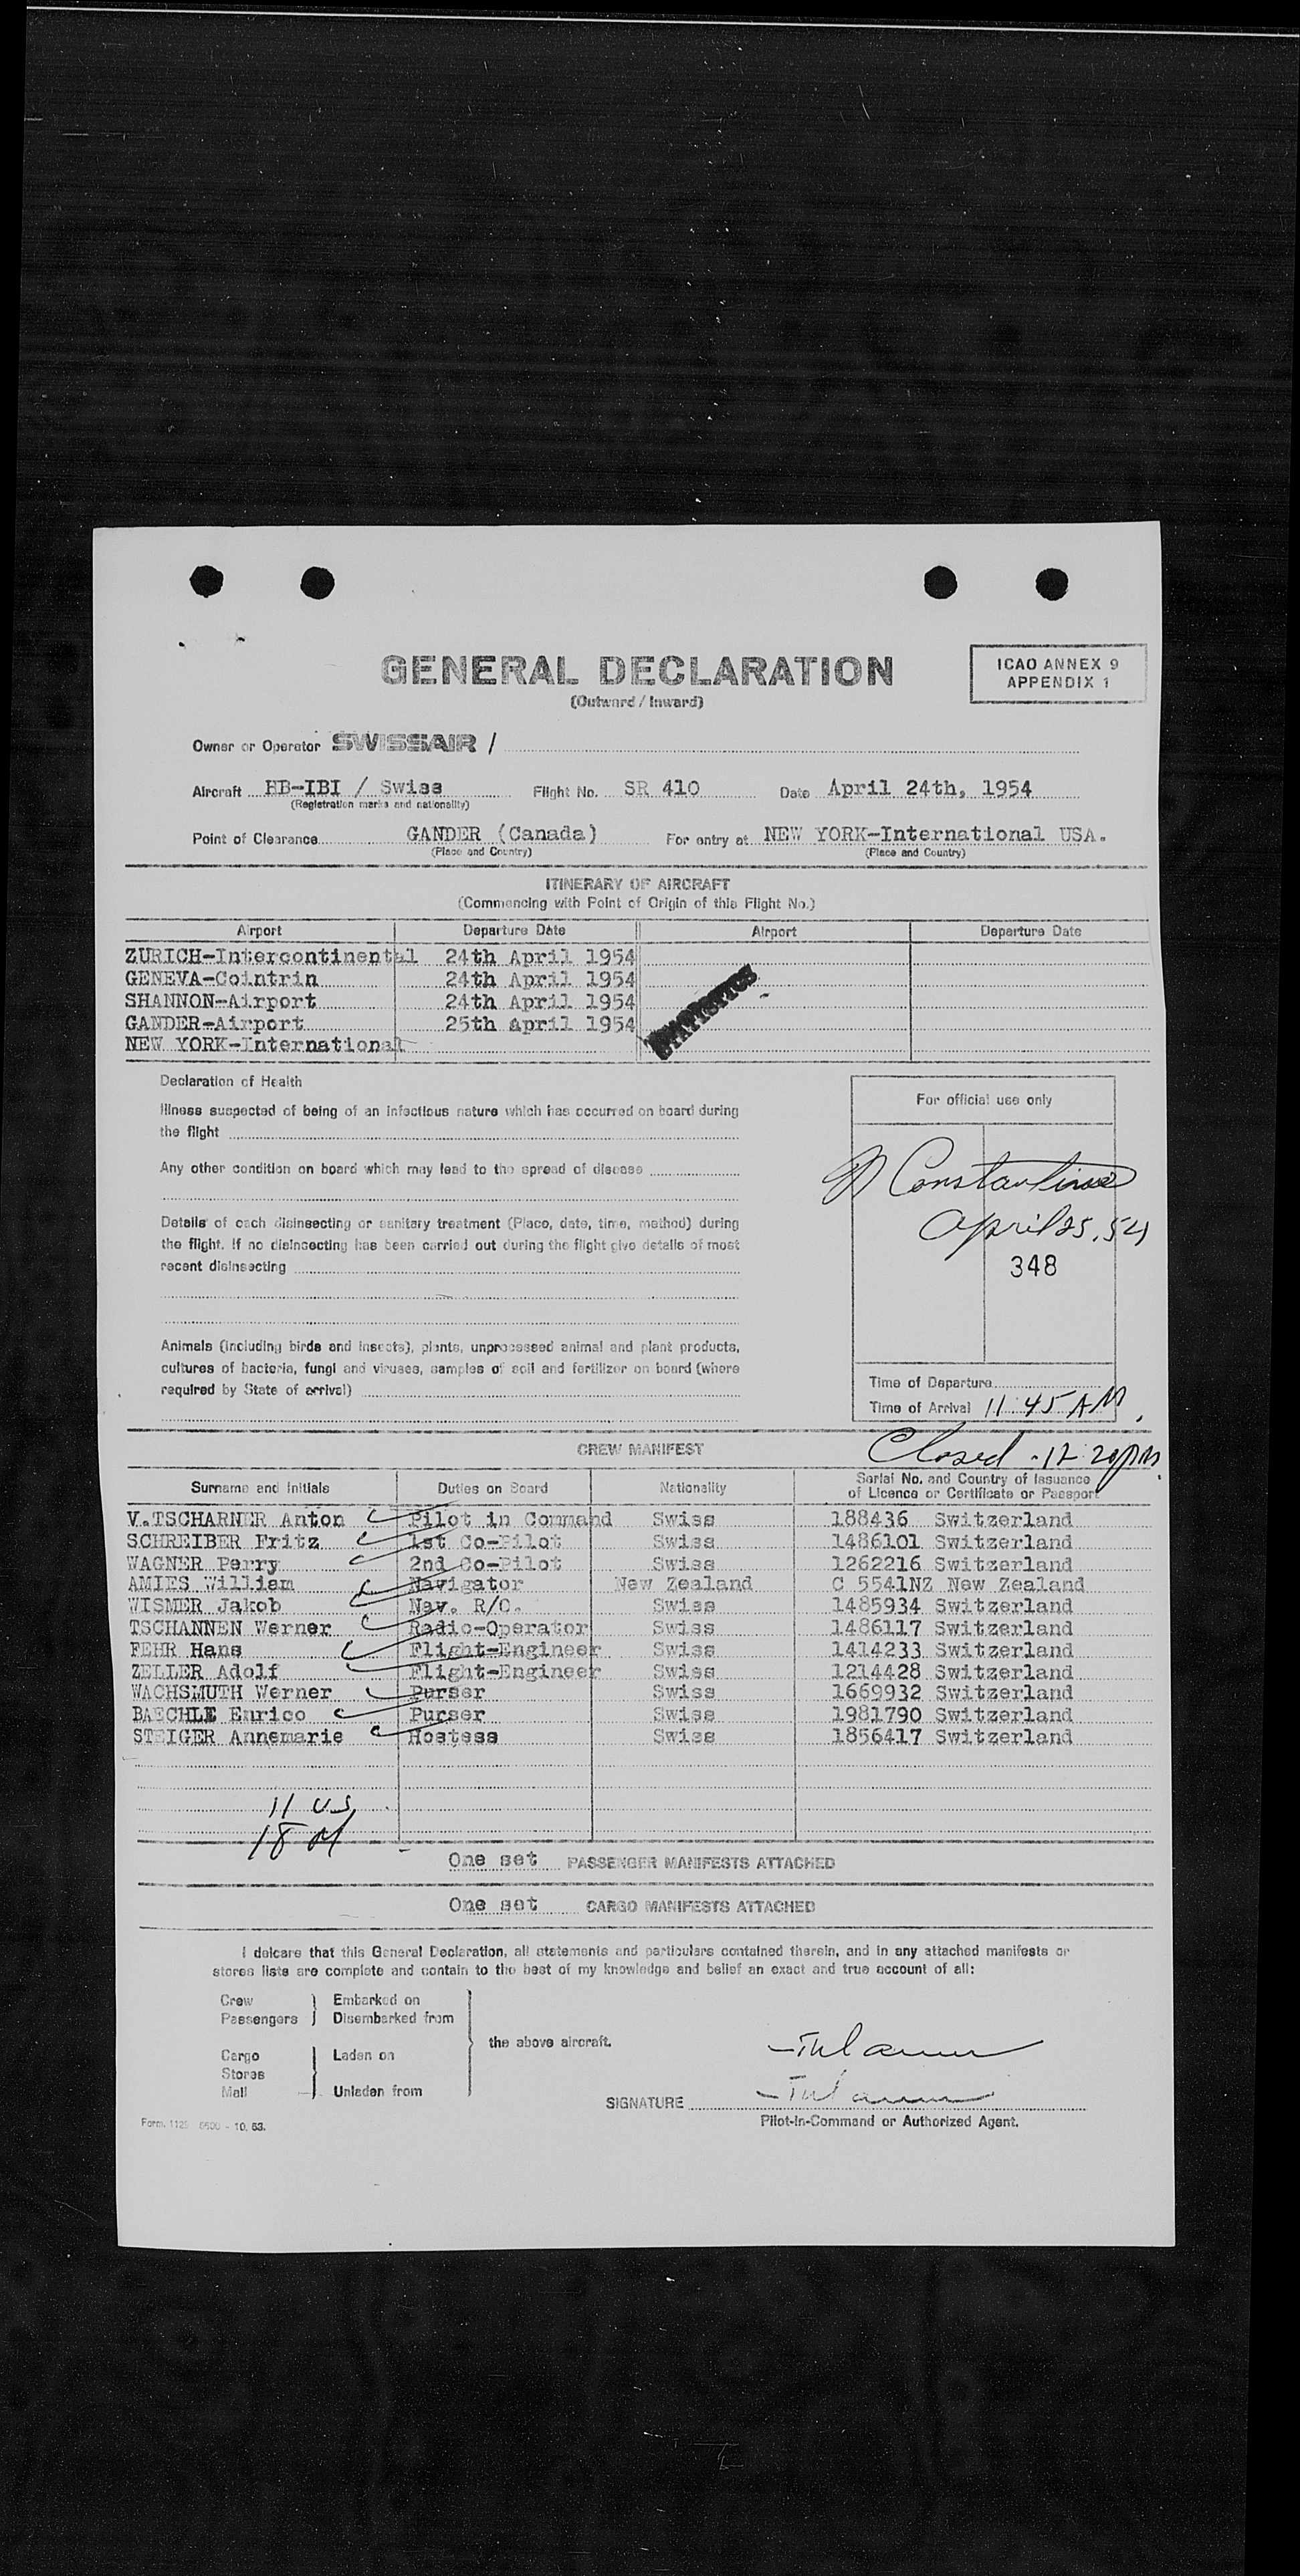 GENERAL DECLARATION
(Outward / Inward)
ICAO ANNEX 9
APPENDIX 1
Owner or Operator SWISSAIR /
Aircraft HB-IBI / Swiss Flight No. SR 410 Date April 24th, 1954
(Registration marks and nationality)
Point of Clearance GANDER (Canada) For entry at NEW YORK-International USA.
(Place and Country) (Place and Country)
ITINERARY OF AIRCRAFT
(Commencing with Point of Origin of this Flight No.)
Airport Departure Date Airport Departure Date
ZURICH-Intercontinental 24th April 1954
GENEVA-Cointrin 24th April 1954
SHANNON-Airport 24th April 1954
GANDER-Airport 25th April 1954
NEW YORK-International
STATISTICS
Declaration of Health
Illness suspected of being of an infectious nature which has occurred on board during
the flight
Any other condition on board which may lead to the spread of disease
Details of each disinsecting or sanitary treatment (Place, date, time, method) during
the flight. If no disinsecting has been carried out during the flight give details of most
recent disinsecting
Animals (including birds and insects), plants, unprocessed animal and plant products,
cultures of bacteria, fungi and viruses, samples of soil and fertilizer on board (where
required by State of arrival)
For official use only
Constantine
April 25, 54
348
Time of Departure
Time of Arrival 11:45 AM
Closed - 12:20 pm
CREW MANIFEST
Surname and Initials Duties on Board Nationality Serial No. and Country of Issuance
of Licence or Certificate or Passport
V.TSCHARNER Anton Pilot in Command Swiss 188436 Switzerland
SCHREIBER Fritz 1st Co-Pilot Swiss 1486101 Switzerland
WAGNER Perry 2nd Co-Pilot Swiss 1262216 Switzerland
AMIES William Navigator New Zealand C 5541NZ New Zealand
WISMER Jakob Nav. R/O. Swiss 1485934 Switzerland
TSCHANNEN Werner Radio-Operator Swiss 1486117 Switzerland
FEHR Hans Flight-Engineer Swiss 1414233 Switzerland
ZELLER Adolf Flight-Engineer Swiss 1214428 Switzerland
WACHSMUTH Werner Purser Swiss 1669932 Switzerland
BAECHLE Enrico Purser Swiss 1981790 Switzerland
STEIGER Annemarie Hostess Swiss 1856417 Switzerland
11 US
18
One set PASSENGER MANIFESTS ATTACHED
One set CARGO MANIFESTS ATTACHED
I delcare that this General Declaration, all statements and particulars contained therein, and in any attached manifests or
stores lists are complete and contain to the best of my knowledge and belief an exact and true account of all:
Crew Embarked on
Passengers Disembarked from
the above aircraft.
Cargo Laden on
Stores
Mail Unladen from
SIGNATURE
Pilot-in-Command or Authorized Agent.
Form. 1125 - 10. 53.